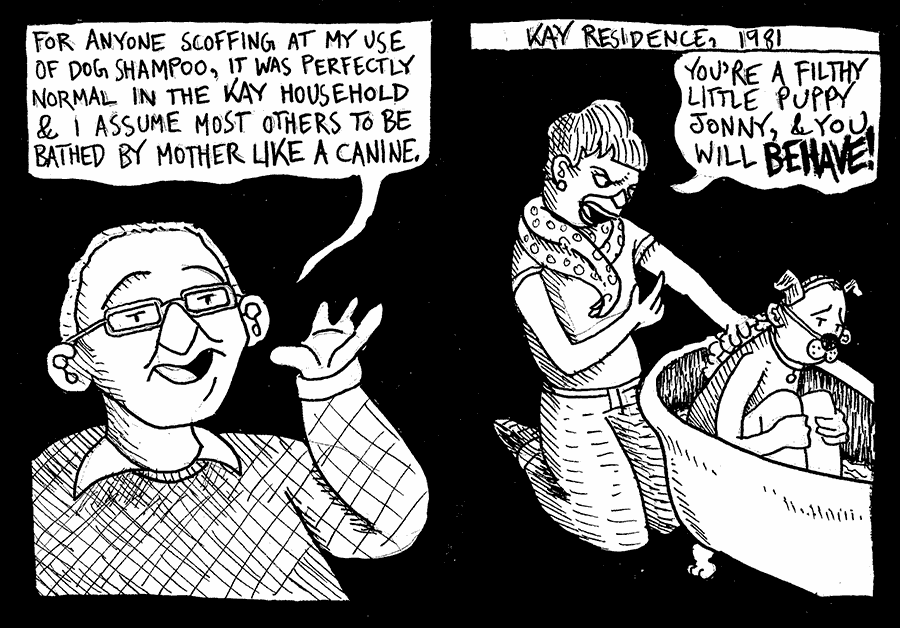 FOR ANYONE SCOFFING AT MY USE
OF DOG SHAMPOO, IT WAS PERFECTLY
NORMAL IN THE KAY HOUSEHOLD
& I ASSUME MOST OTHERS TO BE
BATHED BY MOTHER LIKE A CANINE.
KAY RESIDENCE, 1981
YOU'RE A FILTHY
LITTLE PUPPY
JONNY, & YOU
WILL BEHAVE!